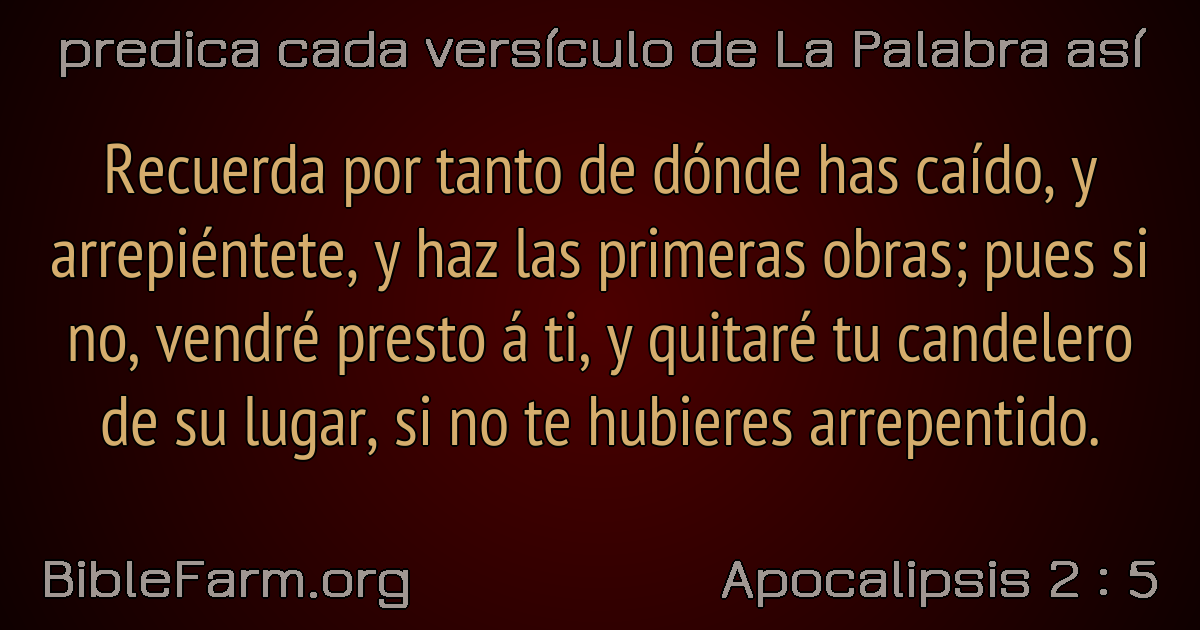 predica cada versículo de La Palabra así
Recuerda por tanto de dónde has caído, y
arrepiéntete, y haz las primeras obras; pues si
no, vendré presto á ti, y quitaré tu candelero
de su lugar, si no te hubieres arrepentido.
BibleFarm.org
Apocalipsis 2 : 5